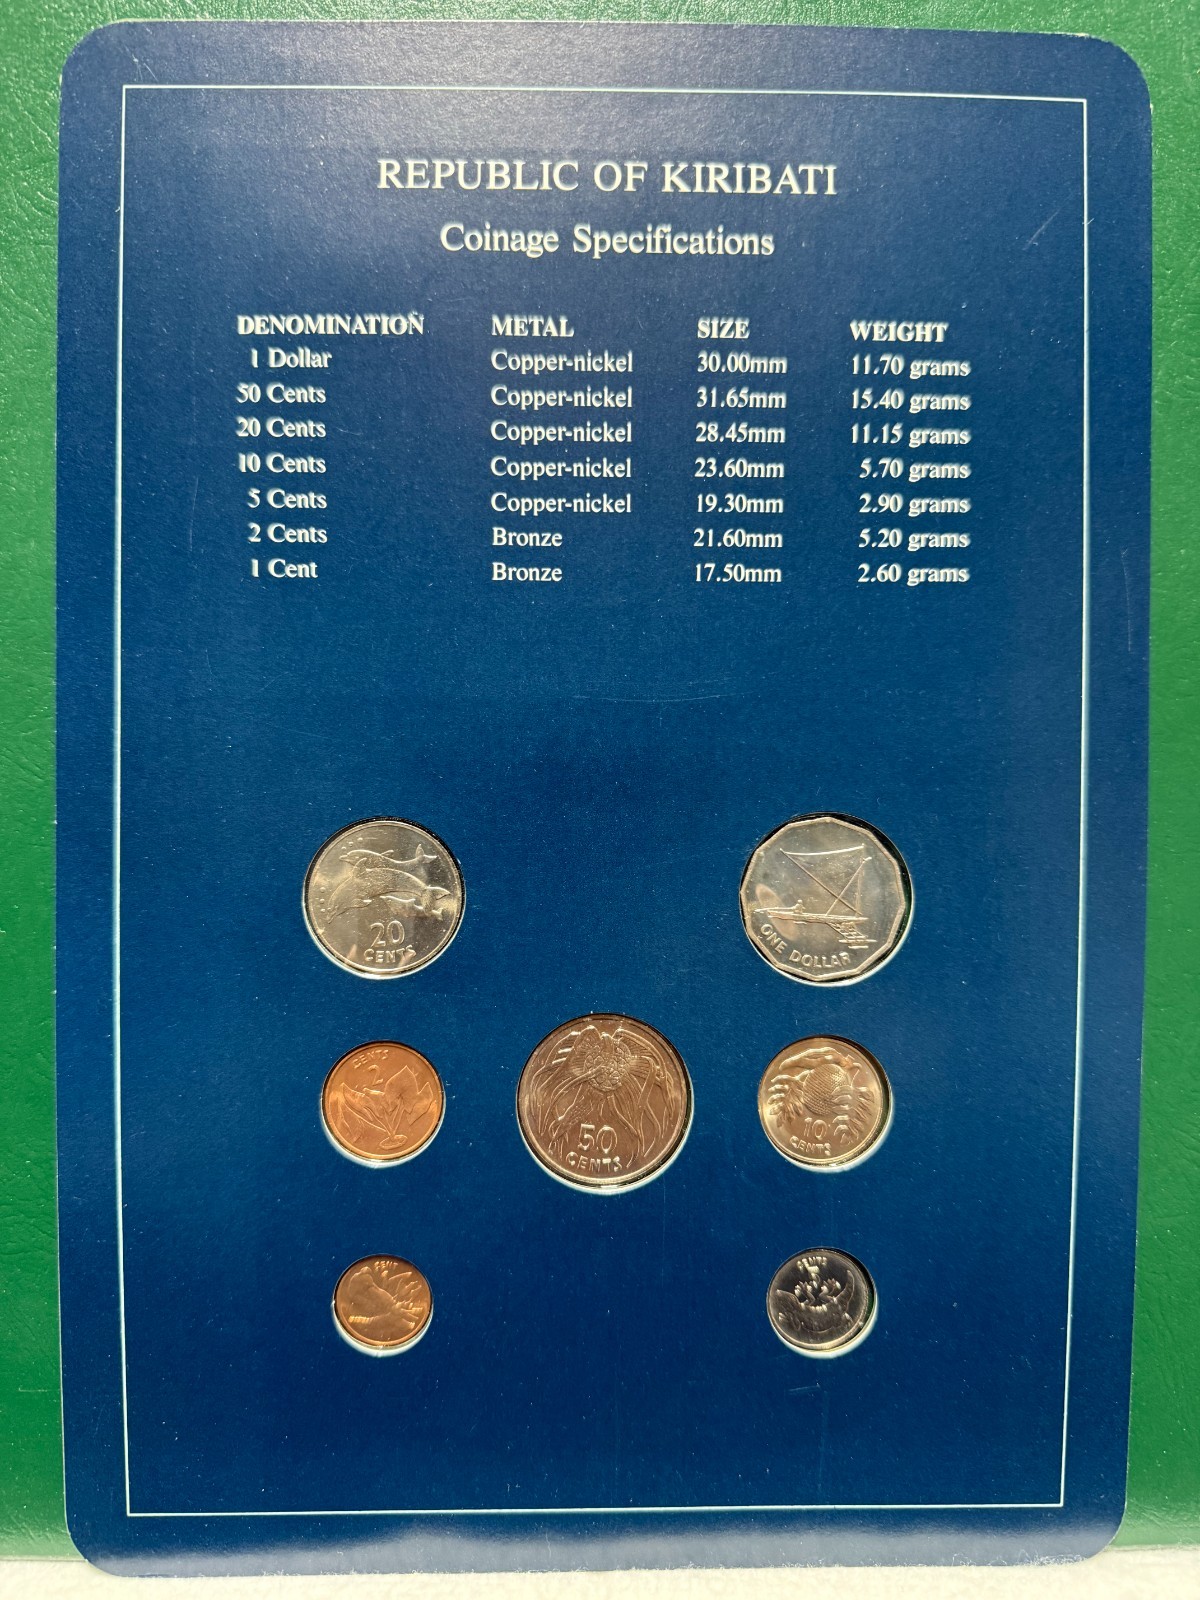 REPUBLIC OF KIRIBATI
Coinage Specifications
DENOMINATION METAL SIZE WEIGHT
1 Dollar Copper-nickel 30.00mm 11.70 grams
50 Cents Copper-nickel 31.65mm 15.40 grams
20 Cents Copper-nickel 28.45mm 11.15 grams
10 Cents Copper-nickel 23.60mm 5.70 grams
5 Cents Copper-nickel 19.30mm 2.90 grams
2 Cents Bronze 21.60mm 5.20 grams
1 Cent Bronze 17.50mm 2.60 grams
20
CENTS
ONE DOLLAR
CENTS
2
50
CENTS
10
CENTS
CENT
CENTS